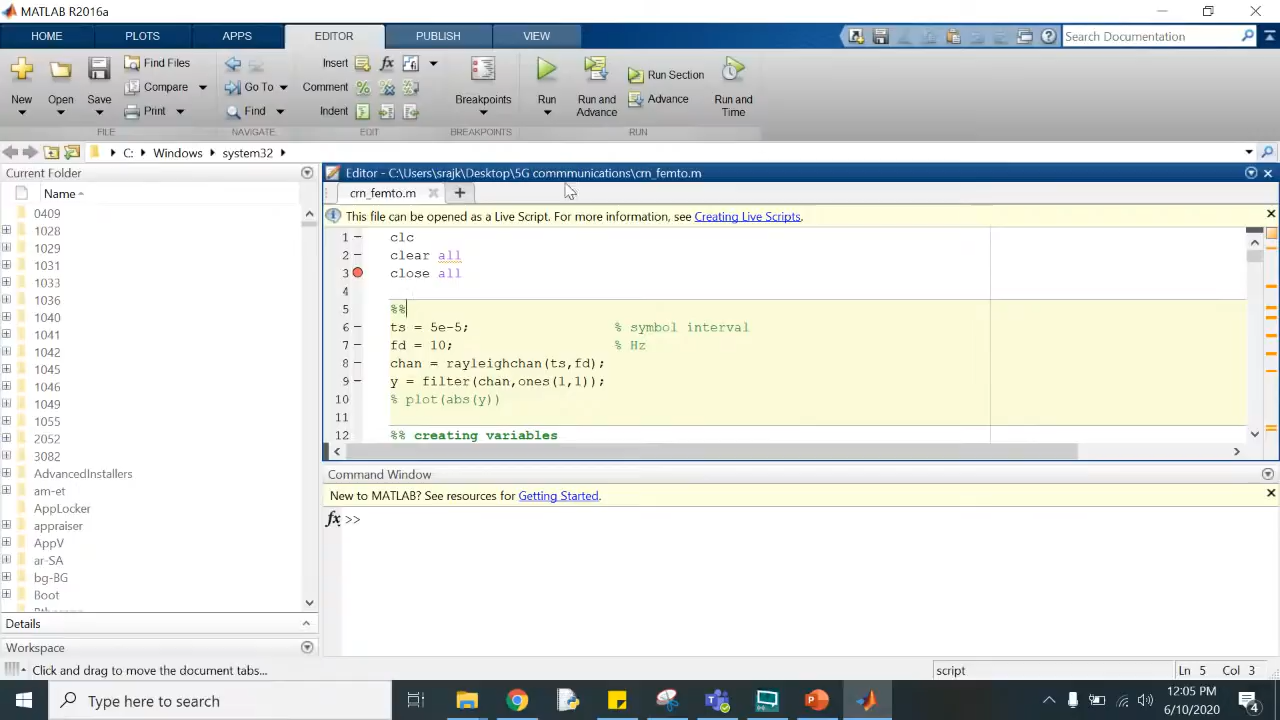 MATLAB R2016a
HOME PLOTS APPS EDITOR PUBLISH VIEW Search Documentation
New Open Save Find Files Compare Print
FILE
Go To Find
NAVIGATE
Insert fx
Comment
Indent
EDIT
Breakpoints
BREAKPOINTS
Run Run and Advance Run Section Advance Run and Time
RUN
C: Windows system32
Current Folder
Name
0409
1028
1029
1031
1033
1036
1040
1041
1042
1045
1046
1049
1055
2052
3082
AdvancedInstallers
am-et
AppLocker
appraiser
AppV
ar-SA
bg-BG
Boot
Details
Workspace
Editor - C:\Users\srajk\Desktop\5G commmunications\crn_femto.m
crn_femto.m
This file can be opened as a Live Script. For more information, see Creating Live Scripts.
1 clc
2 clear all
3 close all
4
5 %%
6 ts = 5e-5; % symbol interval
7 fd = 10; % Hz
8 chan = rayleighchan(ts,fd);
9 y = filter(chan,ones(1,1));
10 % plot(abs(y))
11
12 %% creating variables
Command Window
New to MATLAB? See resources for Getting Started.
fx >>
Click and drag to move the document tabs...
script Ln 5 Col 3
Type here to search
12:05 PM
6/10/2020
4